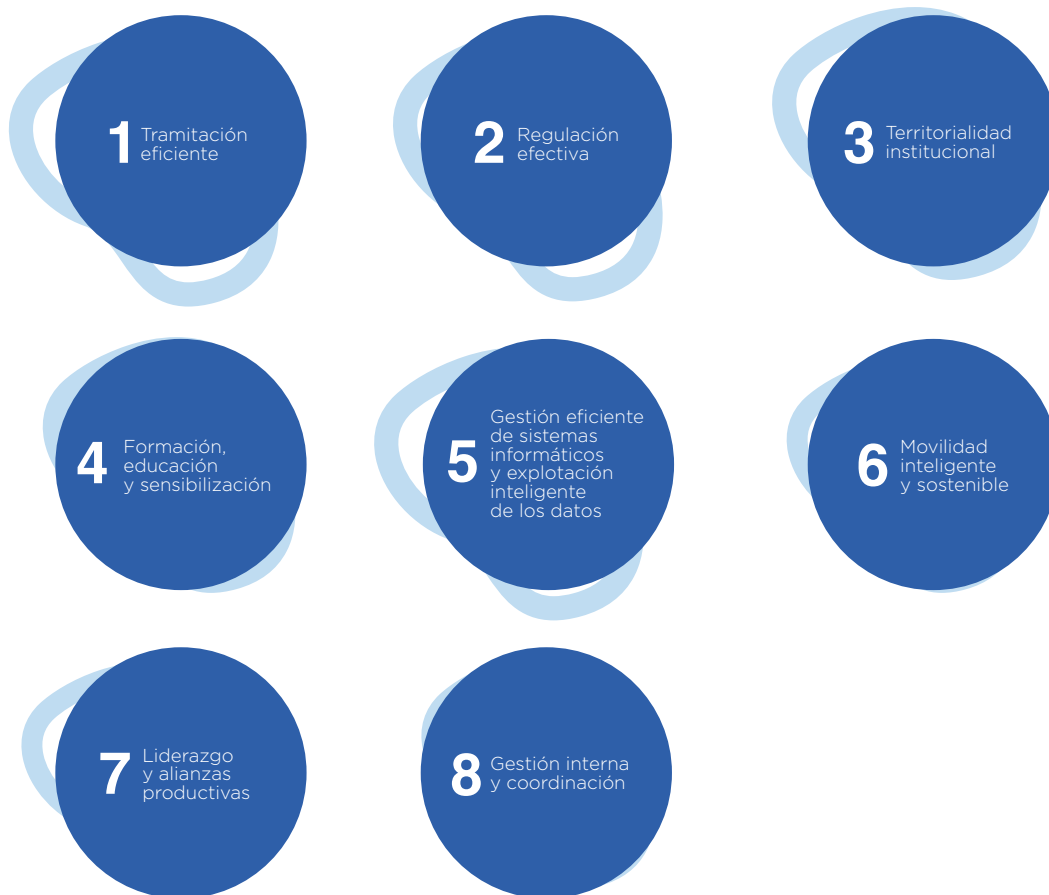 1 Tramitación
eficiente
2 Regulación
efectiva
3 Territorialidad
institucional
4 Formación,
educación
y sensibilización
5 Gestión eficiente
de sistemas
informáticos
y explotación
inteligente
de los datos
6 Movilidad
inteligente
y sostenible
7 Liderazgo
y alianzas
productivas
8 Gestión interna
y coordinación